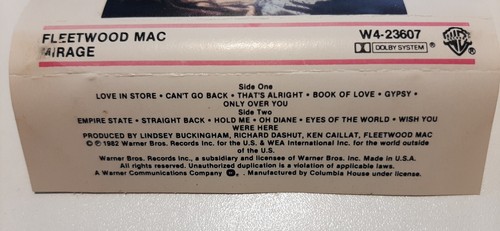 FLEETWOOD MAC
W4-23607
MIRAGE
DOLBY SYSTEM ®
Side One
LOVE IN STORE • CAN'T GO BACK • THAT'S ALRIGHT • BOOK OF LOVE • GYPSY •
ONLY OVER YOU
Side Two
EMPIRE STATE • STRAIGHT BACK • HOLD ME • OH DIANE • EYES OF THE WORLD • WISH YOU
WERE HERE
PRODUCED BY LINDSEY BUCKINGHAM, RICHARD DASHUT, KEN CAILLAT, FLEETWOOD MAC
© ℗ 1982 Warner Bros. Records Inc. for the U.S. & WEA International Inc. for the world outside
of the U.S.
Warner Bros. Records Inc., a subsidiary and licensee of Warner Bros. Inc. Made in U.S.A.
All rights reserved. Unauthorized duplication is a violation of applicable laws.
A Warner Communications Company . Manufactured by Columbia House under license.